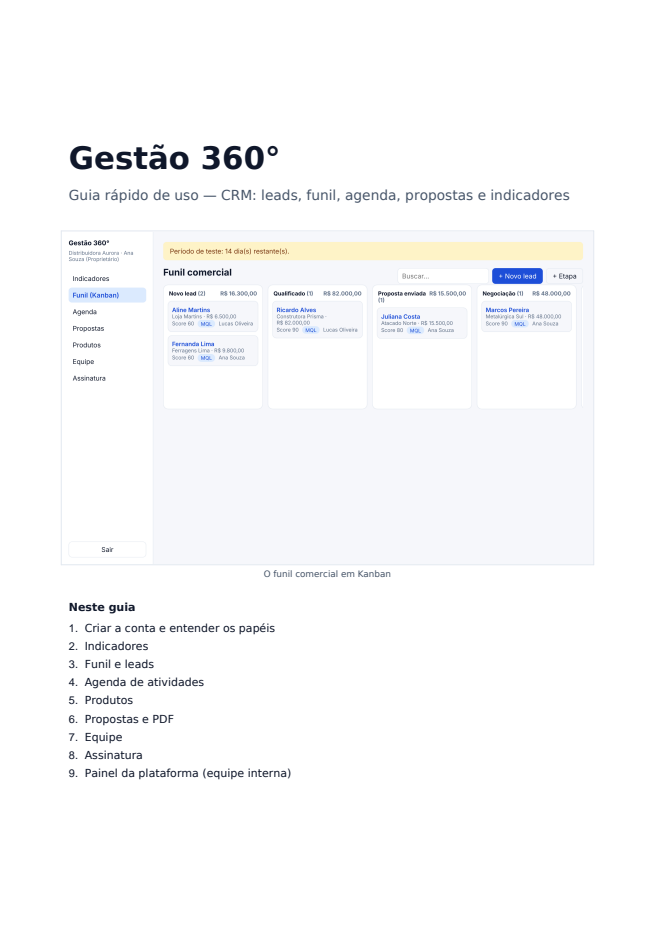 Gestão 360°
Guia rápido de uso — CRM: leads, funil, agenda, propostas e indicadores
Gestão 360°
Distribuidora Aurora · Ana
Souza (Proprietário)
Indicadores
Funil (Kanban)
Agenda
Propostas
Produtos
Equipe
Assinatura
Sair
Período de teste: 14 dia(s) restante(s).
Funil comercial
Buscar...
+ Novo lead
+ Etapa
Novo lead (2) R$ 16.300,00
Aline Martins
Loja Martins · R$ 6.500,00
Score 60 MQL Lucas Oliveira
Fernanda Lima
Ferragens Lima · R$ 9.800,00
Score 60 MQL Ana Souza
Qualificado (1) R$ 82.000,00
Ricardo Alves
Construtora Prisma ·
R$ 82.000,00
Score 90 MQL Lucas Oliveira
Proposta enviada R$ 15.500,00
(1)
Juliana Costa
Atacado Norte · R$ 15.500,00
Score 80 MQL Ana Souza
Negociação (1) R$ 48.000,00
Marcos Pereira
Metalúrgica Sul · R$ 48.000,00
Score 90 MQL Ana Souza
O funil comercial em Kanban
Neste guia
1. Criar a conta e entender os papéis
2. Indicadores
3. Funil e leads
4. Agenda de atividades
5. Produtos
6. Propostas e PDF
7. Equipe
8. Assinatura
9. Painel da plataforma (equipe interna)